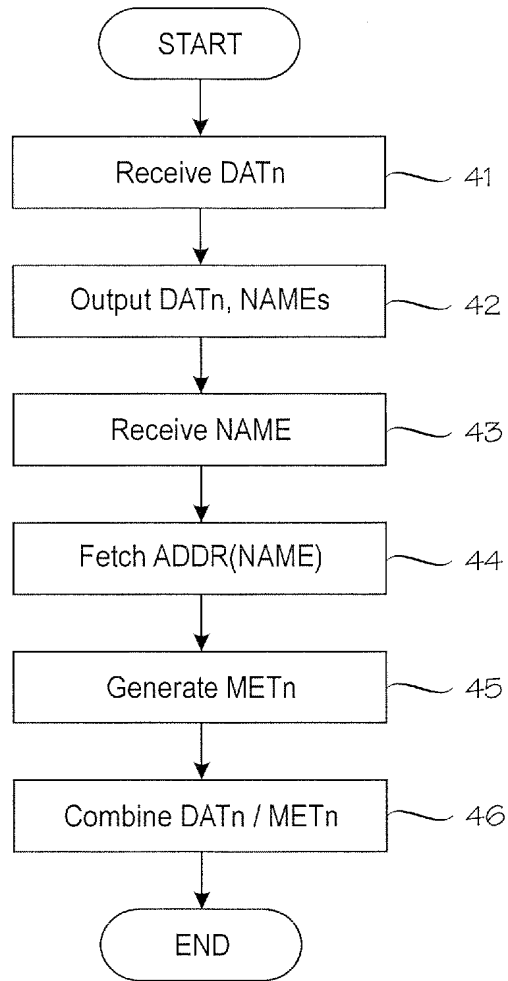 START
Receive DATn 41
Output DATn, NAMEs 42
Receive NAME 43
Fetch ADDR(NAME) 44
Generate METn 45
Combine DATn / METn 46
END